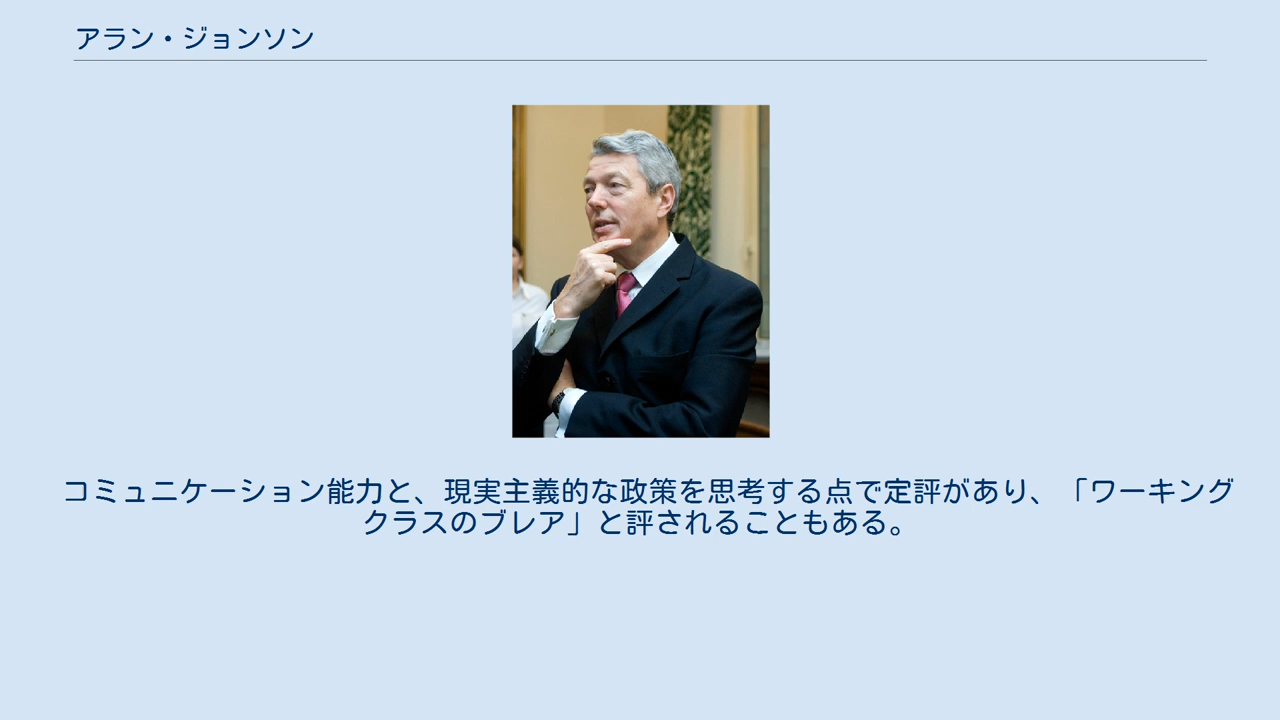 アラン・ジョンソン
コミュニケーション能力と、現実主義的な政策を思考する点で定評があり、「ワーキング
クラスのブレア」と評されることもある。